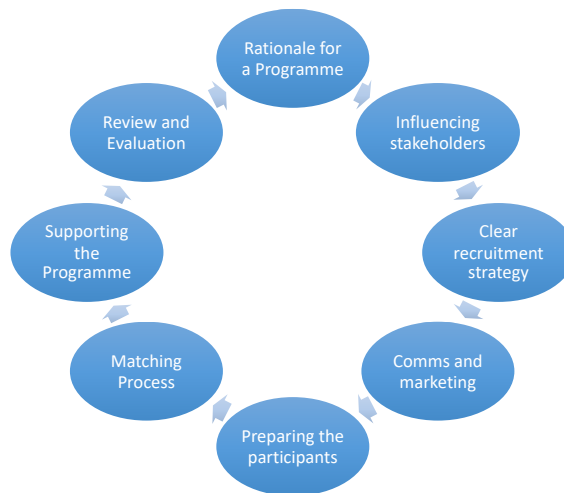 Rationale for
a Programme
Influencing
stakeholders
Clear
recruitment
strategy
Comms and
marketing
Preparing the
participants
Matching
Process
Supporting
the
Programme
Review and
Evaluation